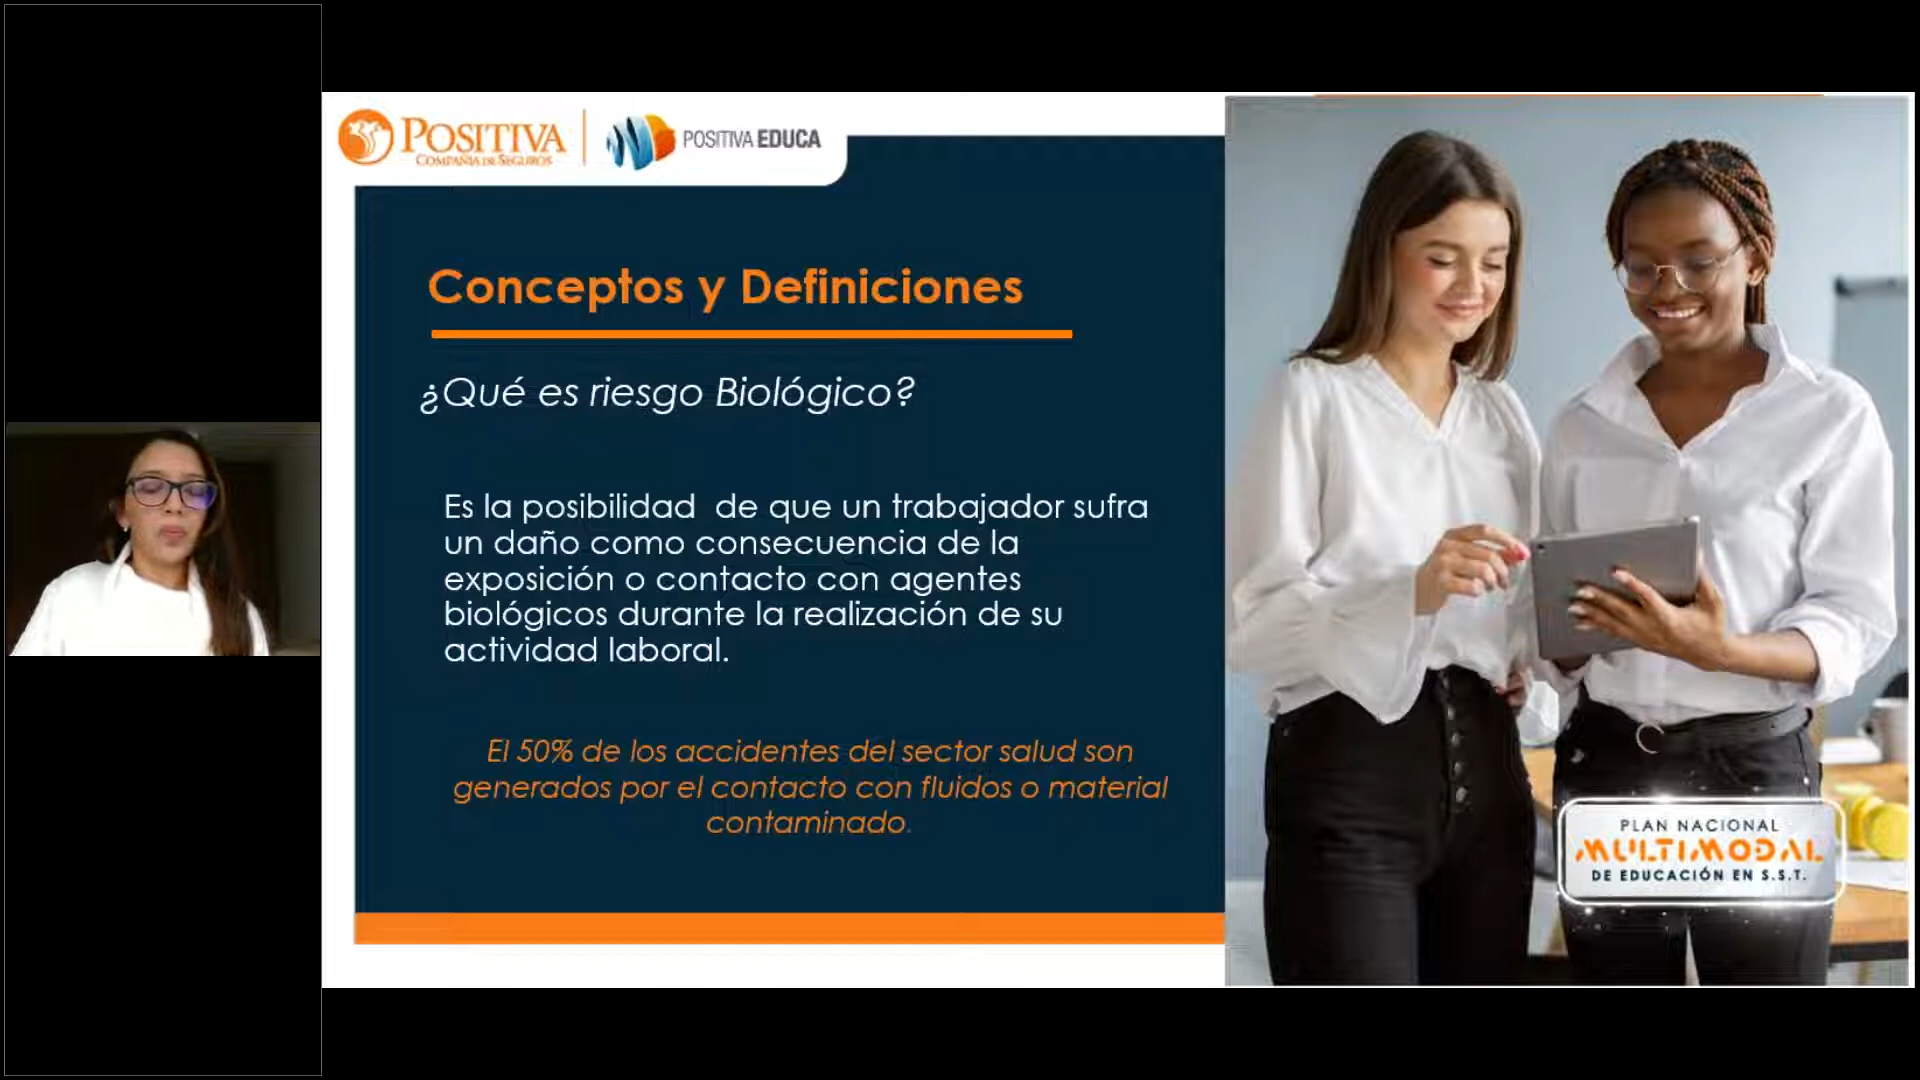 POSITIVA
COMPAÑIA DE SEGUROS
POSITIVA EDUCA
Conceptos y Definiciones
¿Qué es riesgo Biológico?
Es la posibilidad de que un trabajador sufra
un daño como consecuencia de la
exposición o contacto con agentes
biológicos durante la realización de su
actividad laboral.
El 50% de los accidentes del sector salud son
generados por el contacto con fluidos o material
contaminado.
PLAN NACIONAL
MULTIMODAL
DE EDUCACIÓN EN S.S.T.